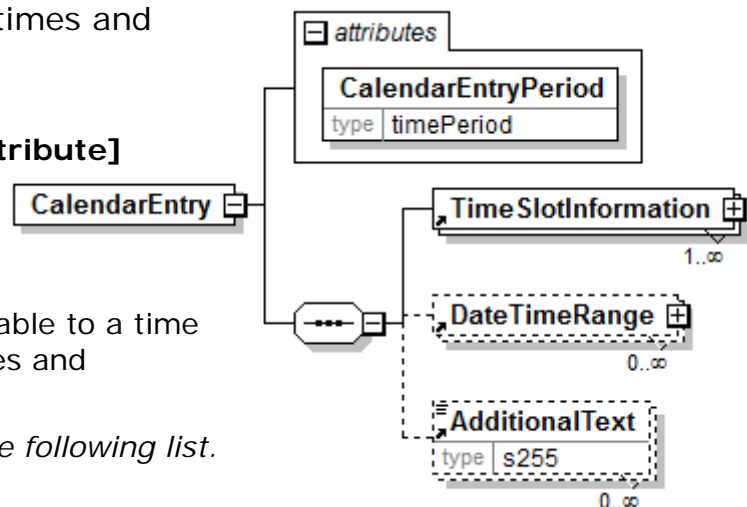 times and
attributes
CalendarEntryPeriod
type timePeriod
tribute]
CalendarEntry
TimeSlotInformation
1..∞
able to a time
DateTimeRange
es and
0..∞
AdditionalText
e following list.
type s255
0..∞